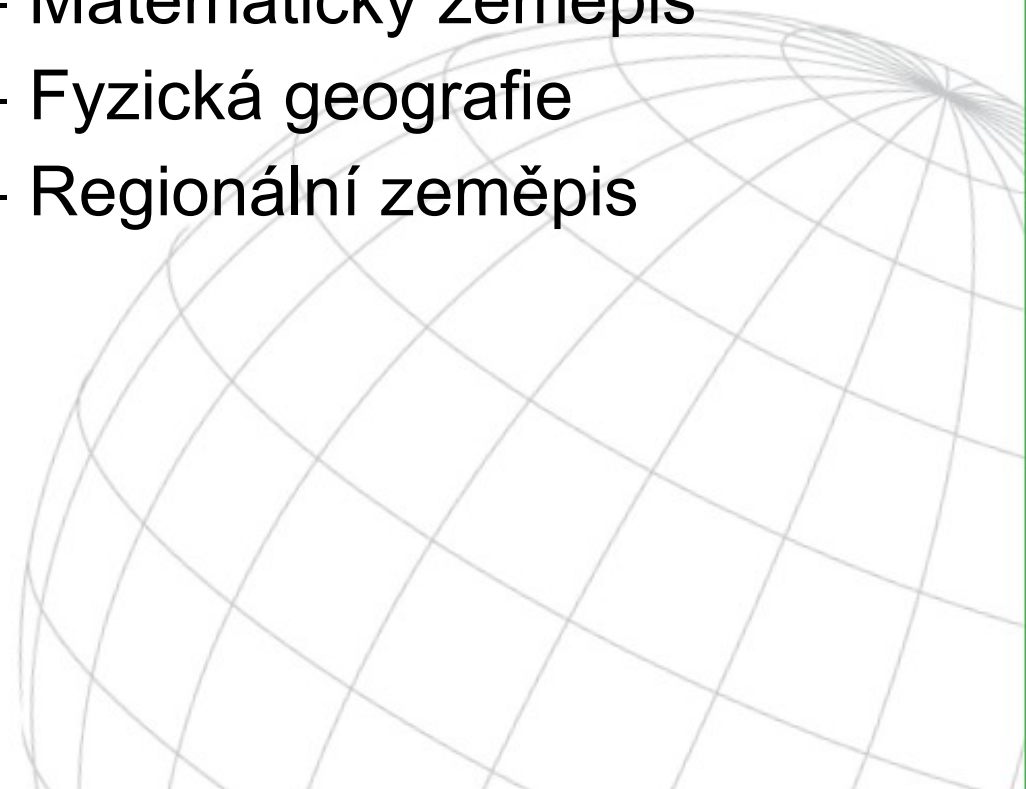 - Matematický zeměpis
- Fyzická geografie
- Regionální zeměpis